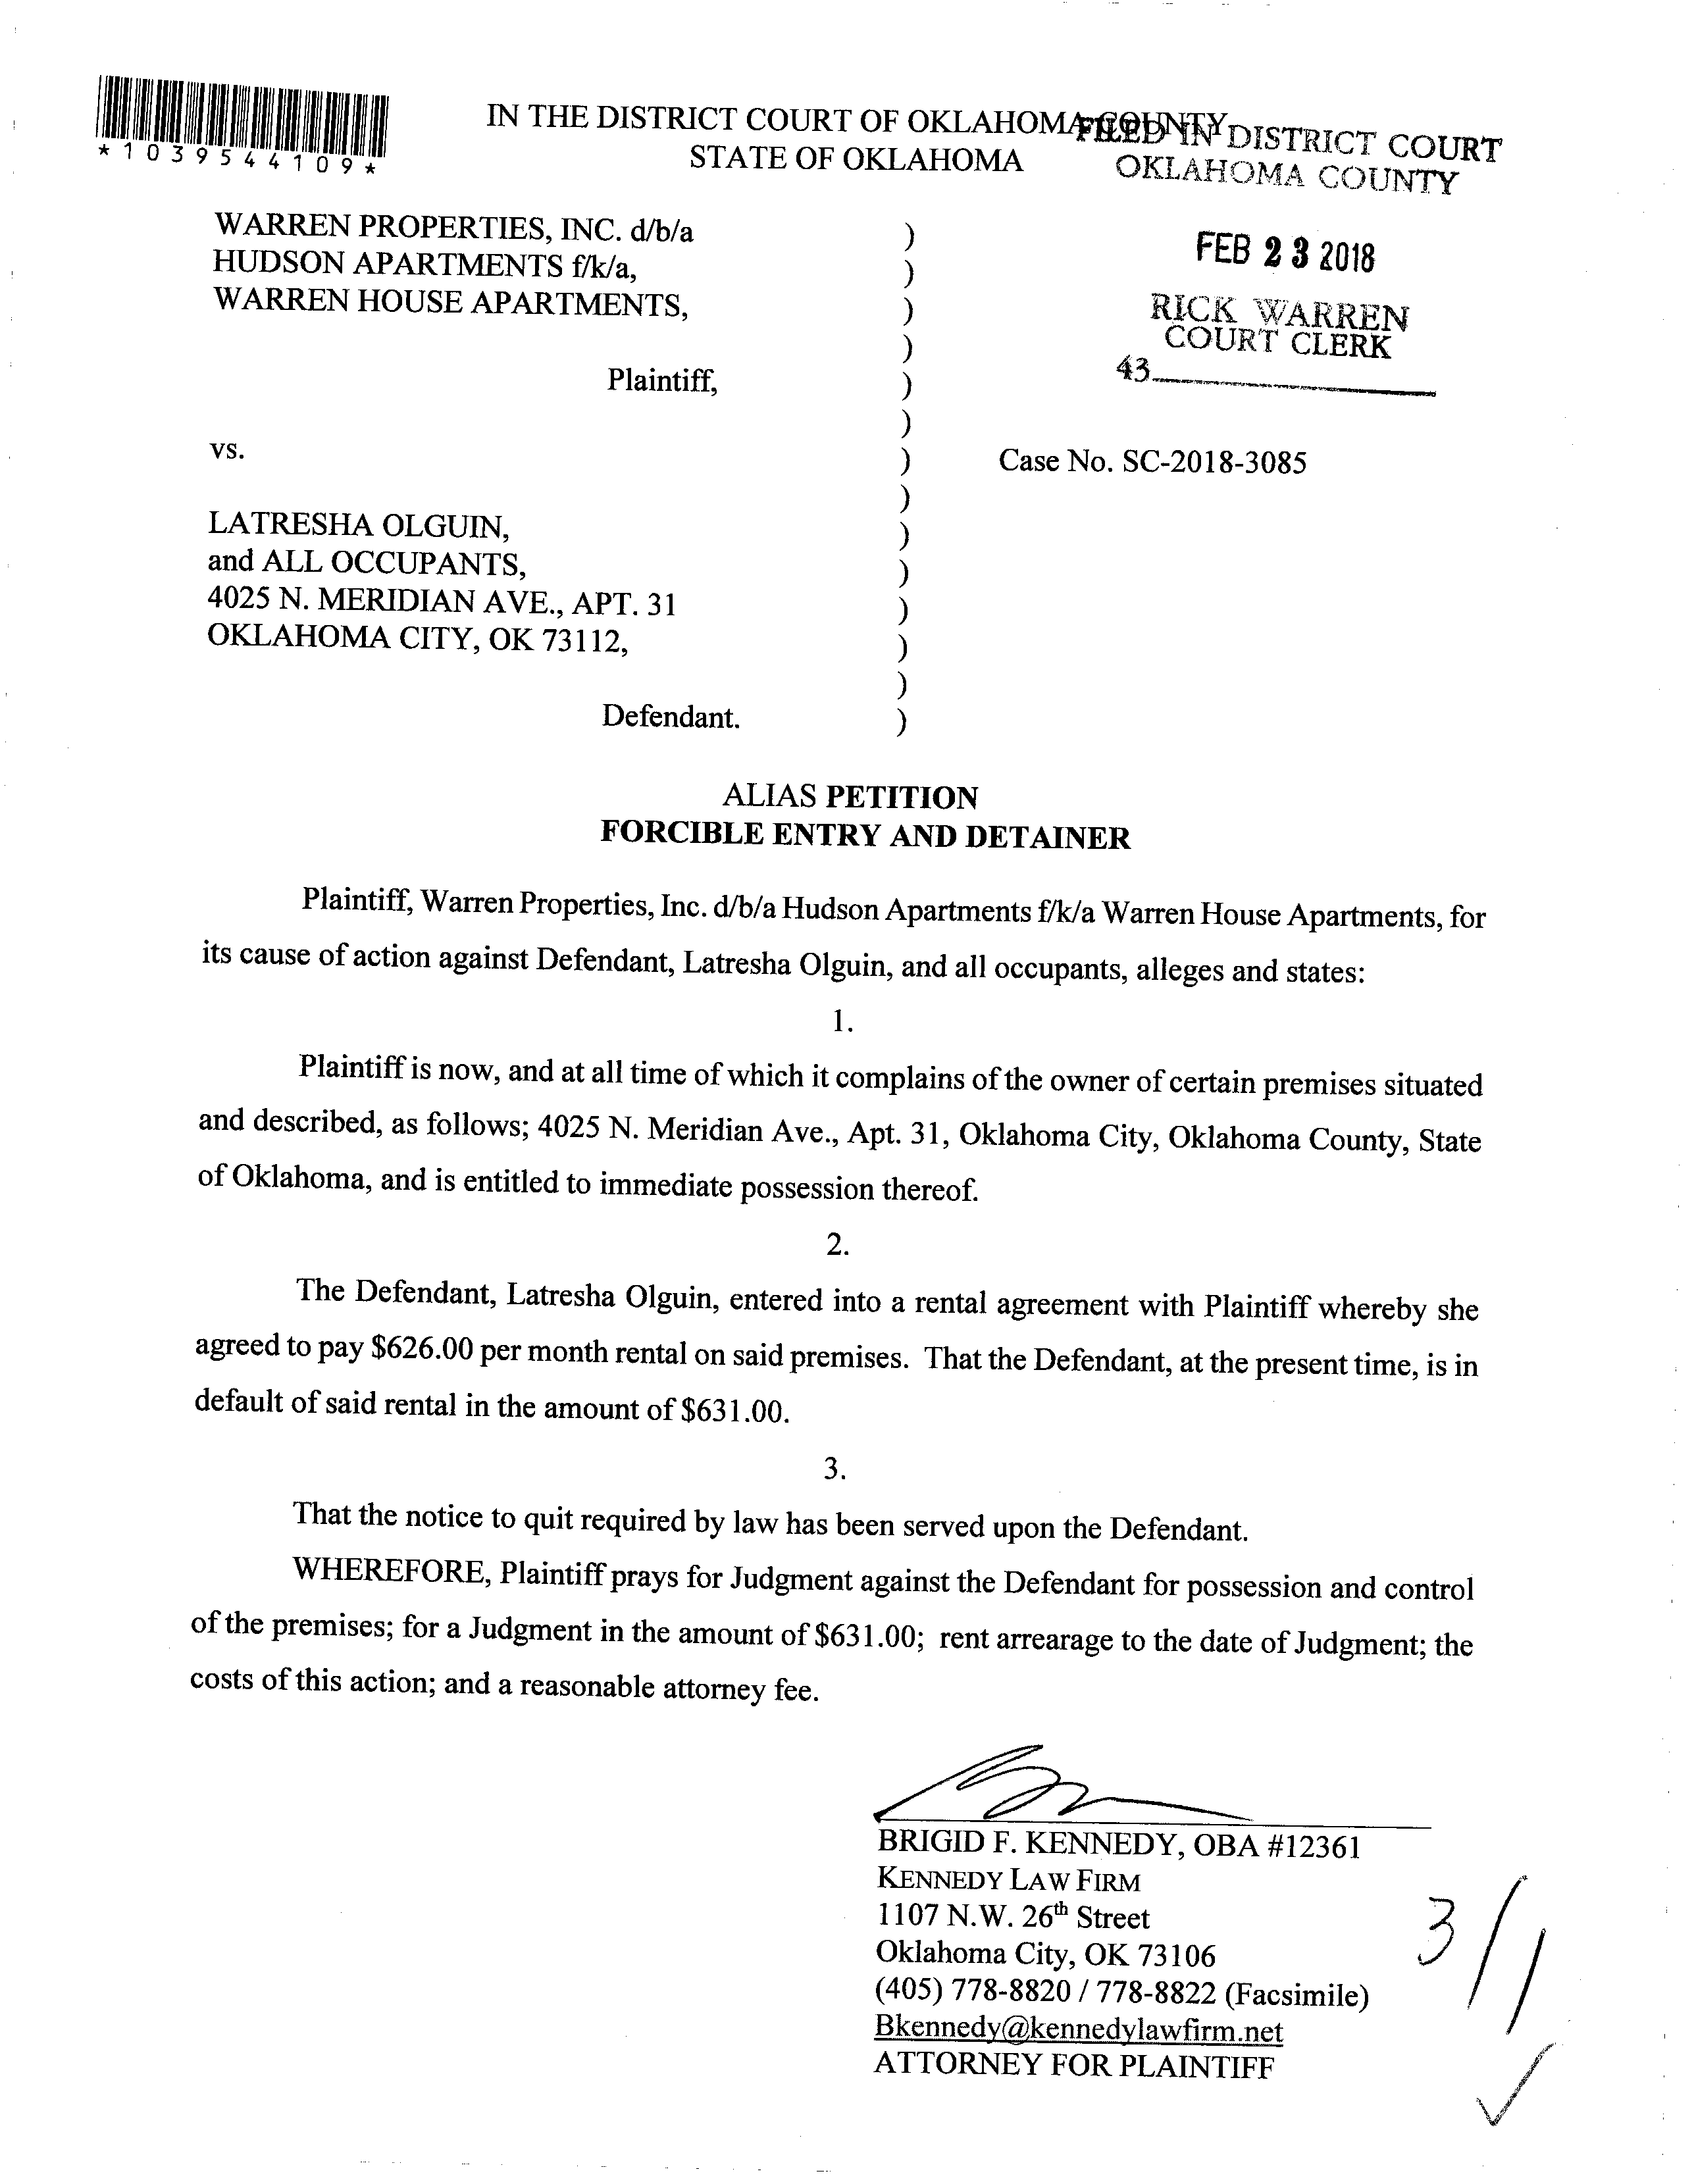 *1039544109*
IN THE DISTRICT COURT OF OKLAHOMA COUNTY
STATE OF OKLAHOMA
FILED IN DISTRICT COURT
OKLAHOMA COUNTY
FEB 23 2018
RICK WARREN
COURT CLERK
43
WARREN PROPERTIES, INC. d/b/a )
HUDSON APARTMENTS f/k/a, )
WARREN HOUSE APARTMENTS, )
)
Plaintiff, )
)
vs. ) Case No. SC-2018-3085
)
LATRESHA OLGUIN, )
and ALL OCCUPANTS, )
4025 N. MERIDIAN AVE., APT. 31 )
OKLAHOMA CITY, OK 73112, )
)
Defendant. )
ALIAS PETITION
FORCIBLE ENTRY AND DETAINER
Plaintiff, Warren Properties, Inc. d/b/a Hudson Apartments f/k/a Warren House Apartments, for
its cause of action against Defendant, Latresha Olguin, and all occupants, alleges and states:
1.
Plaintiff is now, and at all time of which it complains of the owner of certain premises situated
and described, as follows; 4025 N. Meridian Ave., Apt. 31, Oklahoma City, Oklahoma County, State
of Oklahoma, and is entitled to immediate possession thereof.
2.
The Defendant, Latresha Olguin, entered into a rental agreement with Plaintiff whereby she
agreed to pay $626.00 per month rental on said premises. That the Defendant, at the present time, is in
default of said rental in the amount of $631.00.
3.
That the notice to quit required by law has been served upon the Defendant.
WHEREFORE, Plaintiff prays for Judgment against the Defendant for possession and control
of the premises; for a Judgment in the amount of $631.00; rent arrearage to the date of Judgment; the
costs of this action; and a reasonable attorney fee.
BRIGID F. KENNEDY, OBA #12361
KENNEDY LAW FIRM
1107 N.W. 26th Street
Oklahoma City, OK 73106
(405) 778-8820 / 778-8822 (Facsimile)
Bkennedy@kennedylawfirm.net
ATTORNEY FOR PLAINTIFF
3/1